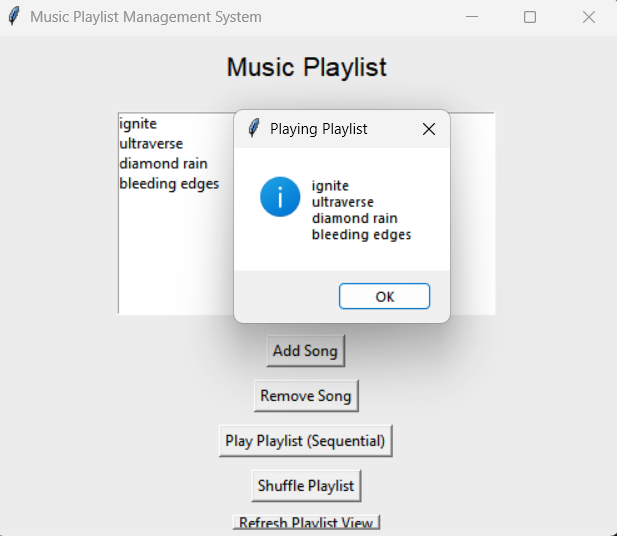 Music Playlist Management System
Music Playlist
ignite
ultraverse
diamond rain
bleeding edges
Playing Playlist
ignite
ultraverse
diamond rain
bleeding edges
OK
Add Song
Remove Song
Play Playlist (Sequential)
Shuffle Playlist
Refresh Playlist View